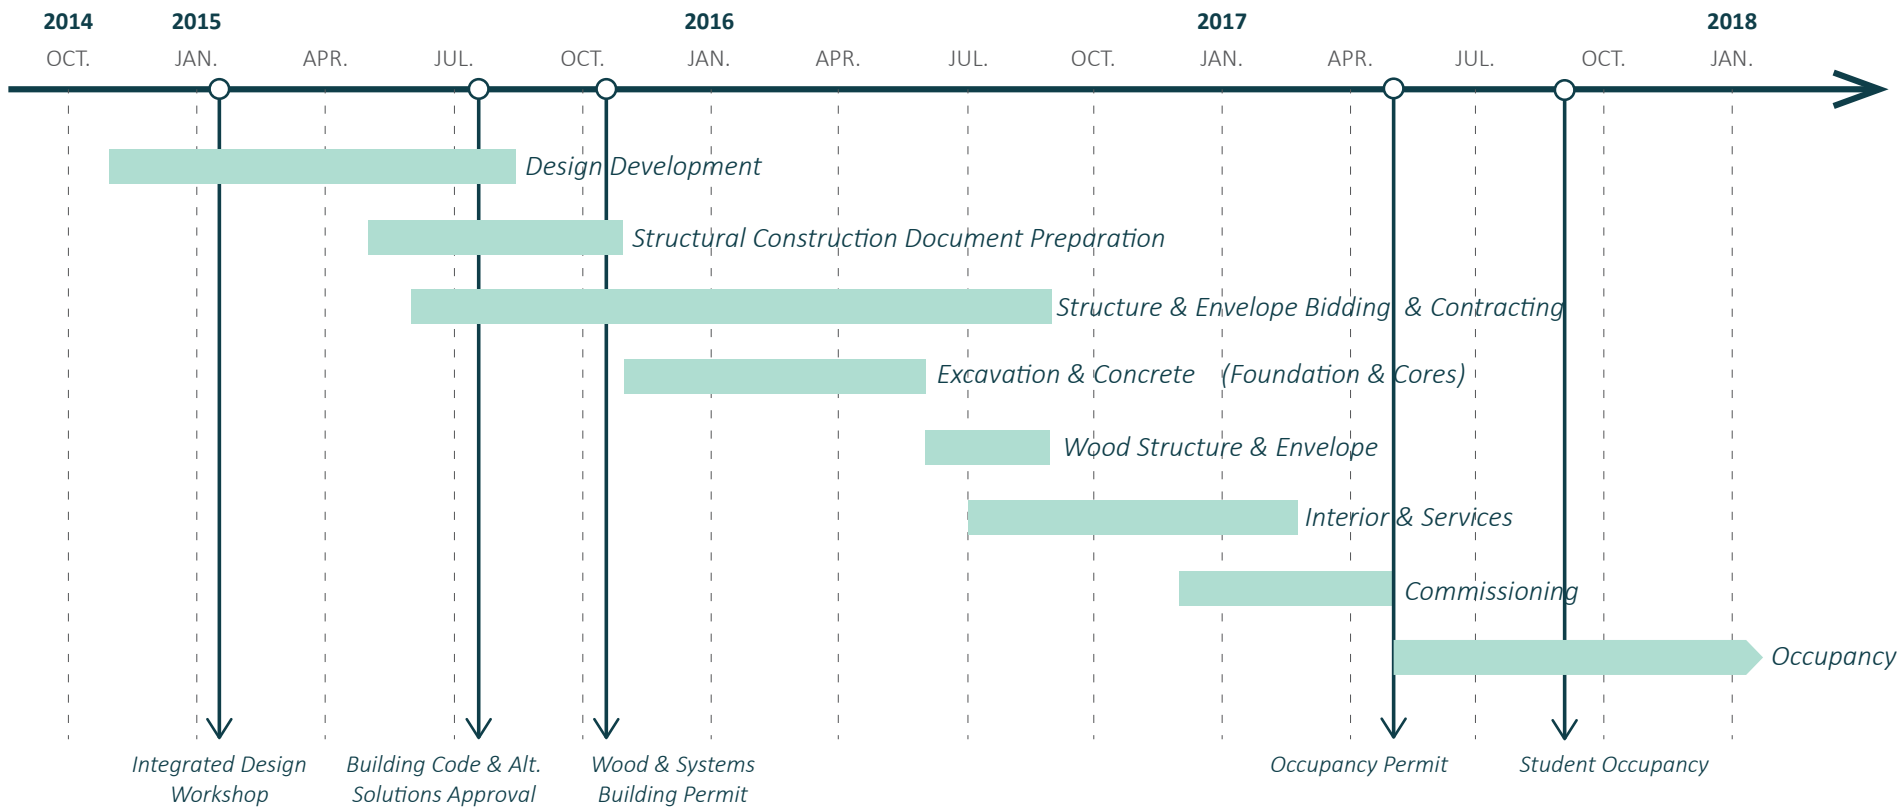 2014 2015 2016 2017 2018
OCT. JAN. APR. JUL. OCT. JAN. APR. JUL. OCT. JAN. APR. JUL. OCT. JAN.
Design Development
Structural Construction Document Preparation
Structure & Envelope Bidding & Contracting
Excavation & Concrete (Foundation & Cores)
Wood Structure & Envelope
Interior & Services
Commissioning
Occupancy
Integrated Design
Workshop
Building Code & Alt.
Solutions Approval
Wood & Systems
Building Permit
Occupancy Permit
Student Occupancy